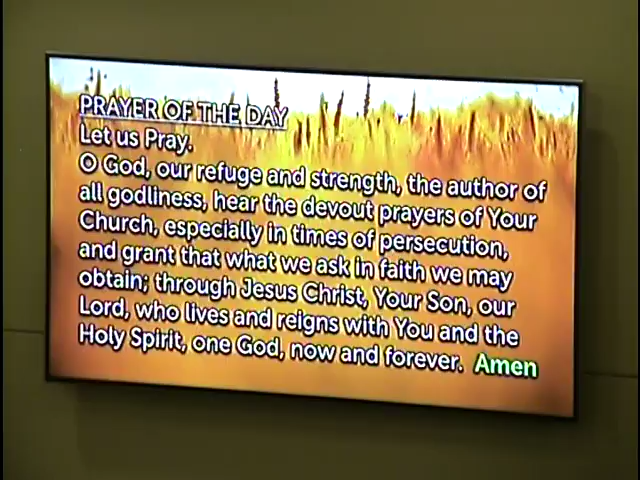 PRAYER OF THE DAY
Let us Pray.
O God, our refuge and strength, the author of
all godliness, hear the devout prayers of Your
Church, especially in times of persecution,
and grant that what we ask in faith we may
obtain; through Jesus Christ, Your Son, our
Lord, who lives and reigns with You and the
Holy Spirit, one God, now and forever. Amen